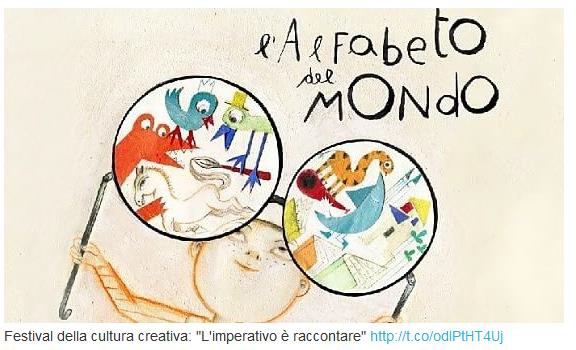 l'AlfabeTO
del
MONDO
Festival della cultura creativa: "L'imperativo è raccontare" http://t.co/odlPtHT4Uj